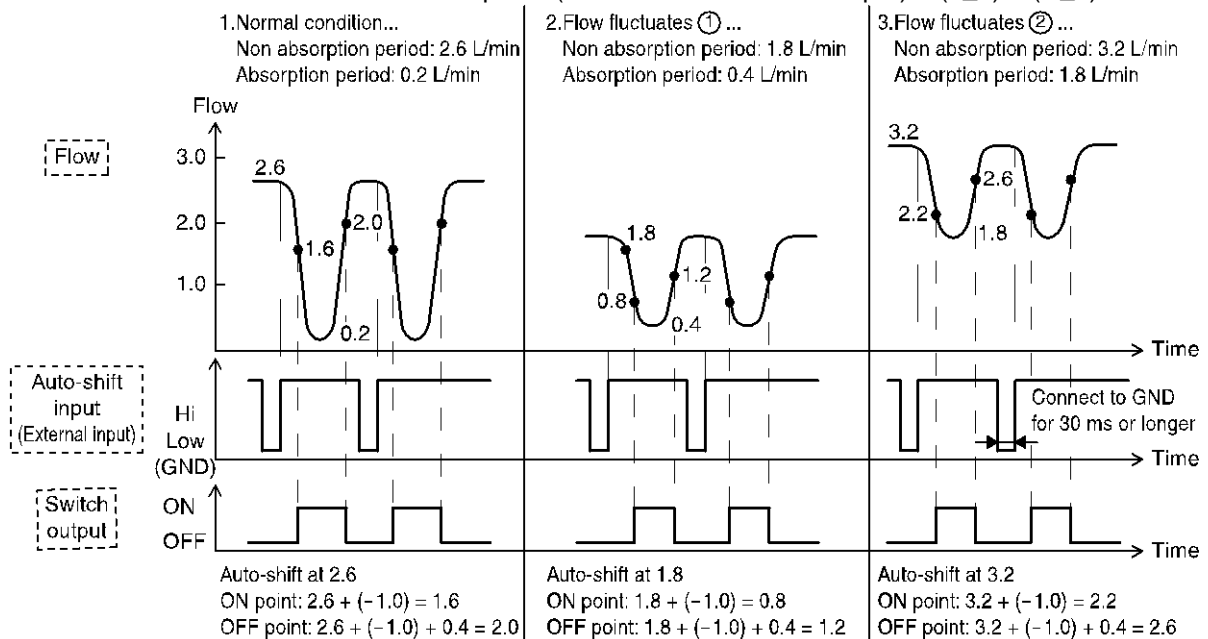 1.Normal condition...
Non absorption period: 2.6 L/min
Absorption period: 0.2 L/min
2.Flow fluctuates ① ...
Non absorption period: 1.8 L/min
Absorption period: 0.4 L/min
3.Flow fluctuates ② ...
Non absorption period: 3.2 L/min
Absorption period: 1.8 L/min
Flow
Flow
3.0
2.0
1.0
2.6
1.6
2.0
0.2
1.8
0.8
1.2
0.4
3.2
2.2
2.6
1.8
Time
Auto-shift
input
(External input)
Hi
Low
(GND)
Connect to GND
for 30 ms or longer
Time
Switch
output
ON
OFF
Time
Auto-shift at 2.6
ON point: 2.6 + (−1.0) = 1.6
OFF point: 2.6 + (−1.0) + 0.4 = 2.0
Auto-shift at 1.8
ON point: 1.8 + (−1.0) = 0.8
OFF point: 1.8 + (−1.0) + 0.4 = 1.2
Auto-shift at 3.2
ON point: 3.2 + (−1.0) = 2.2
OFF point: 3.2 + (−1.0) + 0.4 = 2.6